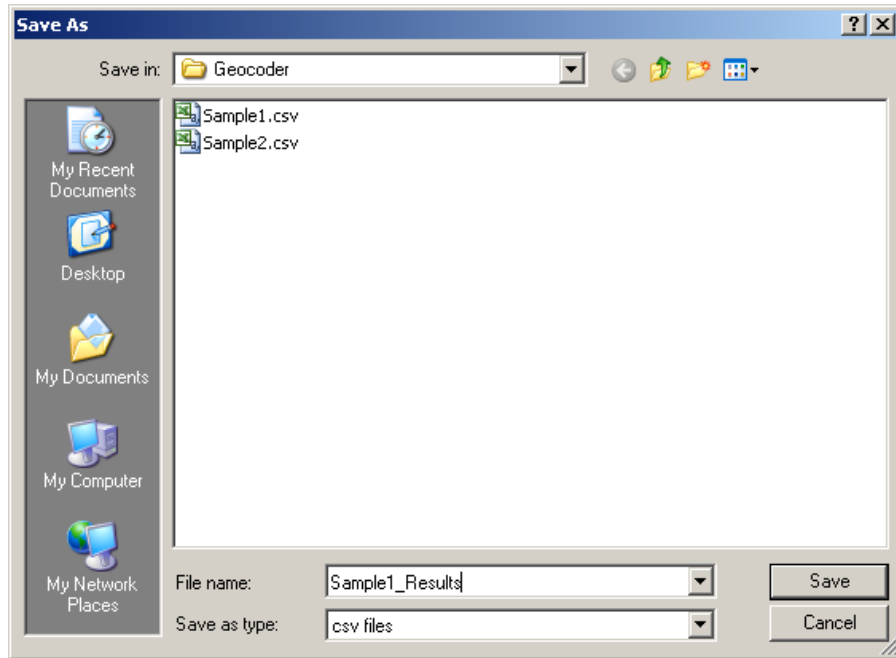 Save As
Save in:
Geocoder
Sample1.csv
Sample2.csv
My Recent
Documents
Desktop
My Documents
My Computer
My Network
Places
File name:
Sample1_Results
Save
Save as type:
csv files
Cancel